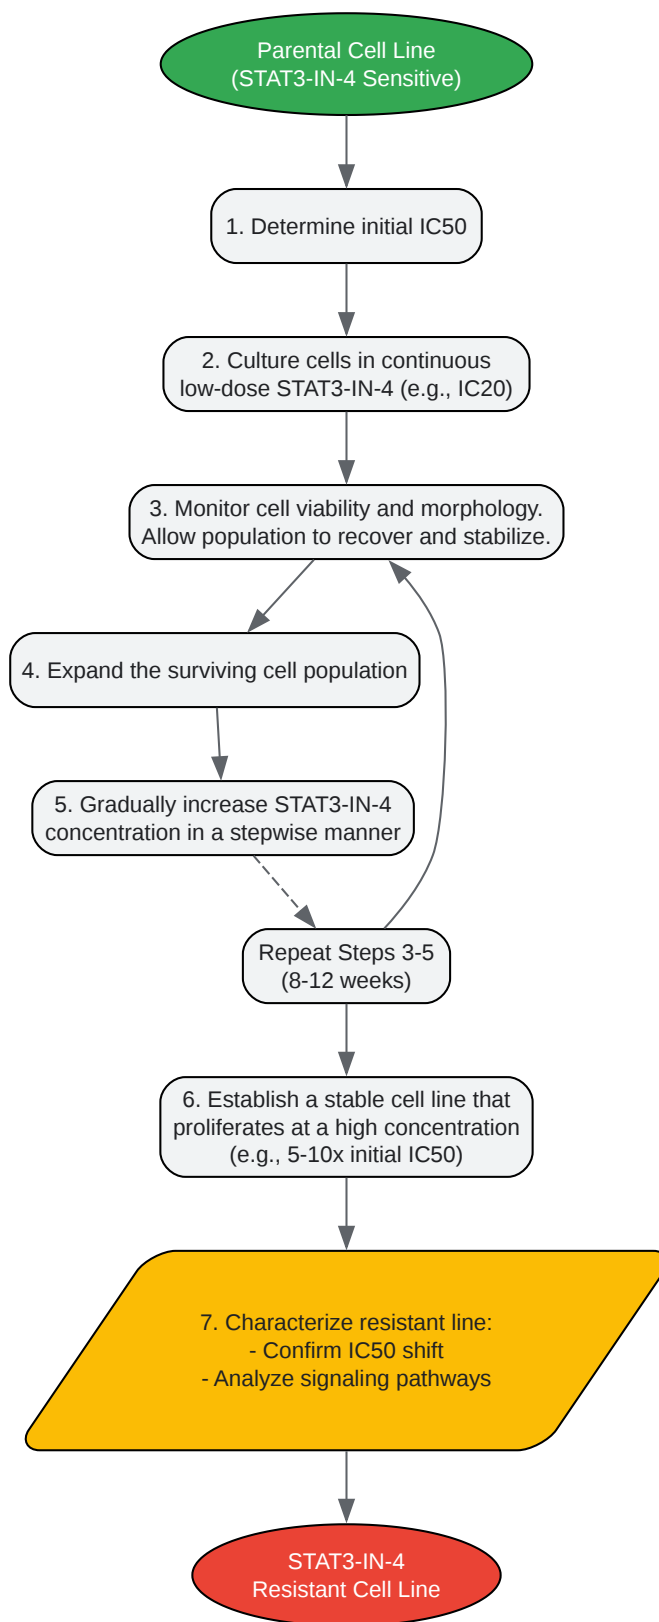 Parental Cell Line
(STAT3-IN-4 Sensitive)
1. Determine initial IC50
2. Culture cells in continuous
low-dose STAT3-IN-4 (e.g., IC20)
3. Monitor cell viability and morphology.
Allow population to recover and stabilize.
4. Expand the surviving cell population
5. Gradually increase STAT3-IN-4
concentration in a stepwise manner
Repeat Steps 3-5
(8-12 weeks)
6. Establish a stable cell line that
proliferates at a high concentration
(e.g., 5-10x initial IC50)
7. Characterize resistant line:
- Confirm IC50 shift
- Analyze signaling pathways
STAT3-IN-4
Resistant Cell Line